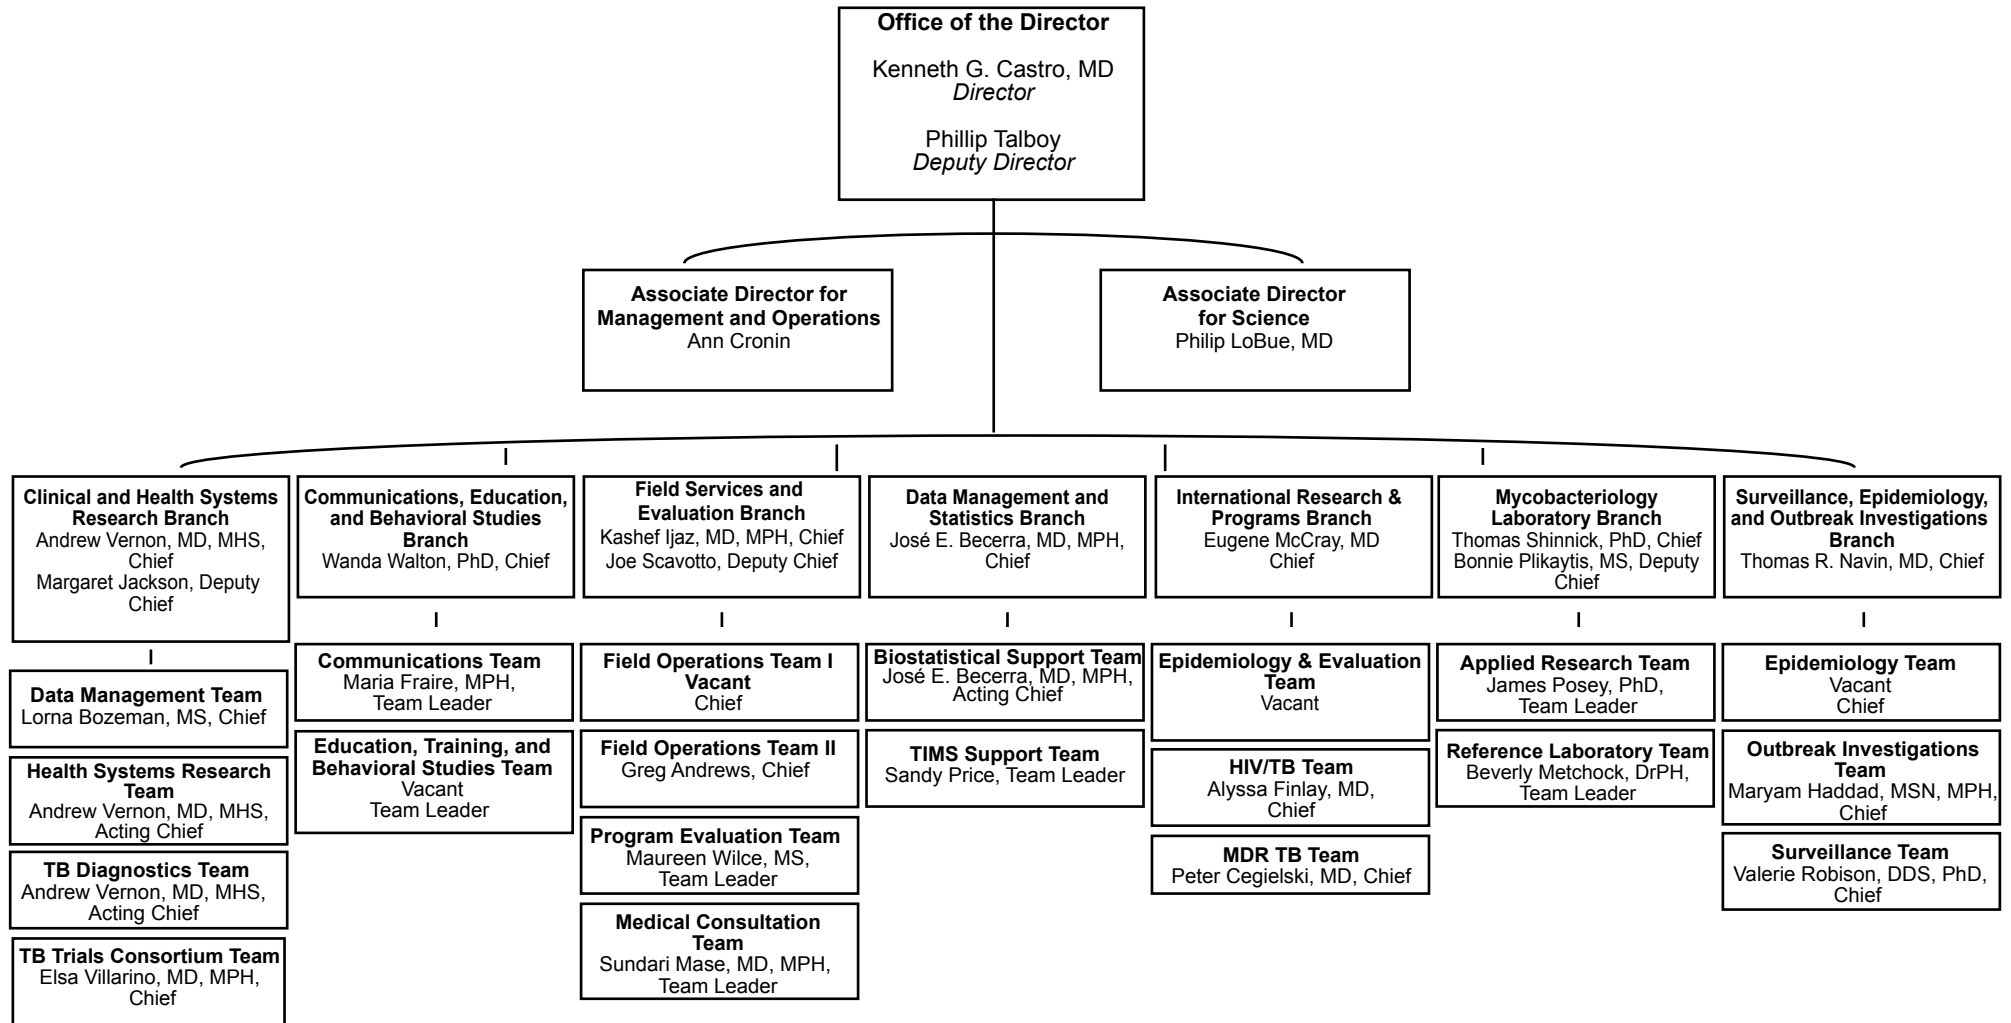 Office of the Director
Kenneth G. Castro, MD
Director
Phillip Talboy
Deputy Director
Associate Director for
Management and Operations
Ann Cronin
Associate Director
for Science
Philip LoBue, MD
Clinical and Health Systems
Research Branch
Andrew Vernon, MD, MHS,
Chief
Margaret Jackson, Deputy
Chief
Communications, Education,
and Behavioral Studies
Branch
Wanda Walton, PhD, Chief
Field Services and
Evaluation Branch
Kashef Ijaz, MD, MPH, Chief
Joe Scavotto, Deputy Chief
Data Management and
Statistics Branch
José E. Becerra, MD, MPH,
Chief
International Research &
Programs Branch
Eugene McCray, MD
Chief
Mycobacteriology
Laboratory Branch
Thomas Shinnick, PhD, Chief
Bonnie Plikaytis, MS, Deputy
Chief
Surveillance, Epidemiology,
and Outbreak Investigations
Branch
Thomas R. Navin, MD, Chief
Data Management Team
Lorna Bozeman, MS, Chief
Health Systems Research
Team
Andrew Vernon, MD, MHS,
Acting Chief
TB Diagnostics Team
Andrew Vernon, MD, MHS,
Acting Chief
TB Trials Consortium Team
Elsa Villarino, MD, MPH,
Chief
Communications Team
Maria Fraire, MPH,
Team Leader
Education, Training, and
Behavioral Studies Team
Vacant
Team Leader
Field Operations Team I
Vacant
Chief
Field Operations Team II
Greg Andrews, Chief
Program Evaluation Team
Maureen Wilce, MS,
Team Leader
Medical Consultation
Team
Sundari Mase, MD, MPH,
Team Leader
Biostatistical Support Team
José E. Becerra, MD, MPH,
Acting Chief
TIMS Support Team
Sandy Price, Team Leader
Epidemiology & Evaluation
Team
Vacant
HIV/TB Team
Alyssa Finlay, MD,
Chief
MDR TB Team
Peter Cegielski, MD, Chief
Applied Research Team
James Posey, PhD,
Team Leader
Reference Laboratory Team
Beverly Metchock, DrPH,
Team Leader
Epidemiology Team
Vacant
Chief
Outbreak Investigations
Team
Maryam Haddad, MSN, MPH,
Chief
Surveillance Team
Valerie Robison, DDS, PhD,
Chief